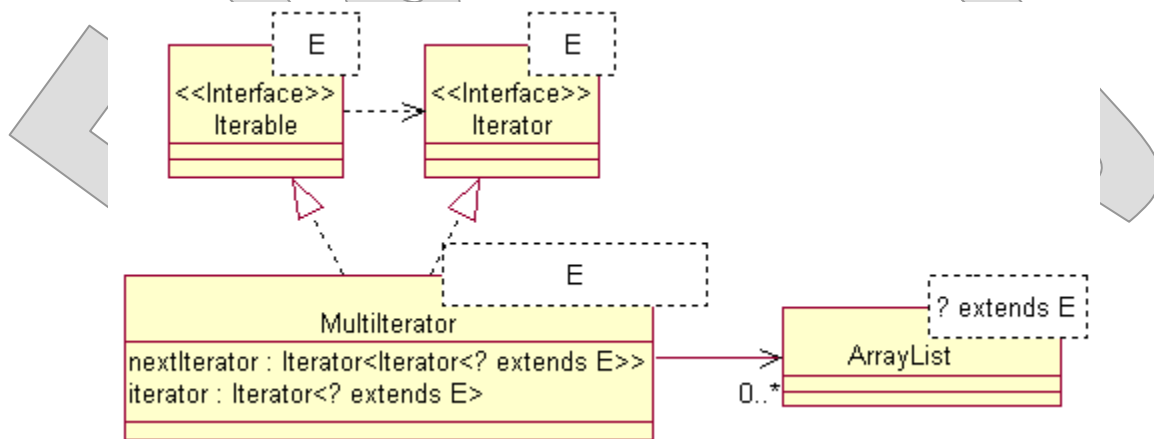 E
<<Interface>>
Iterable
E
<<Interface>>
Iterator
E
MultiIterator
nextIterator : Iterator<Iterator<? extends E>>
iterator : Iterator<? extends E>
0..*
? extends E
ArrayList